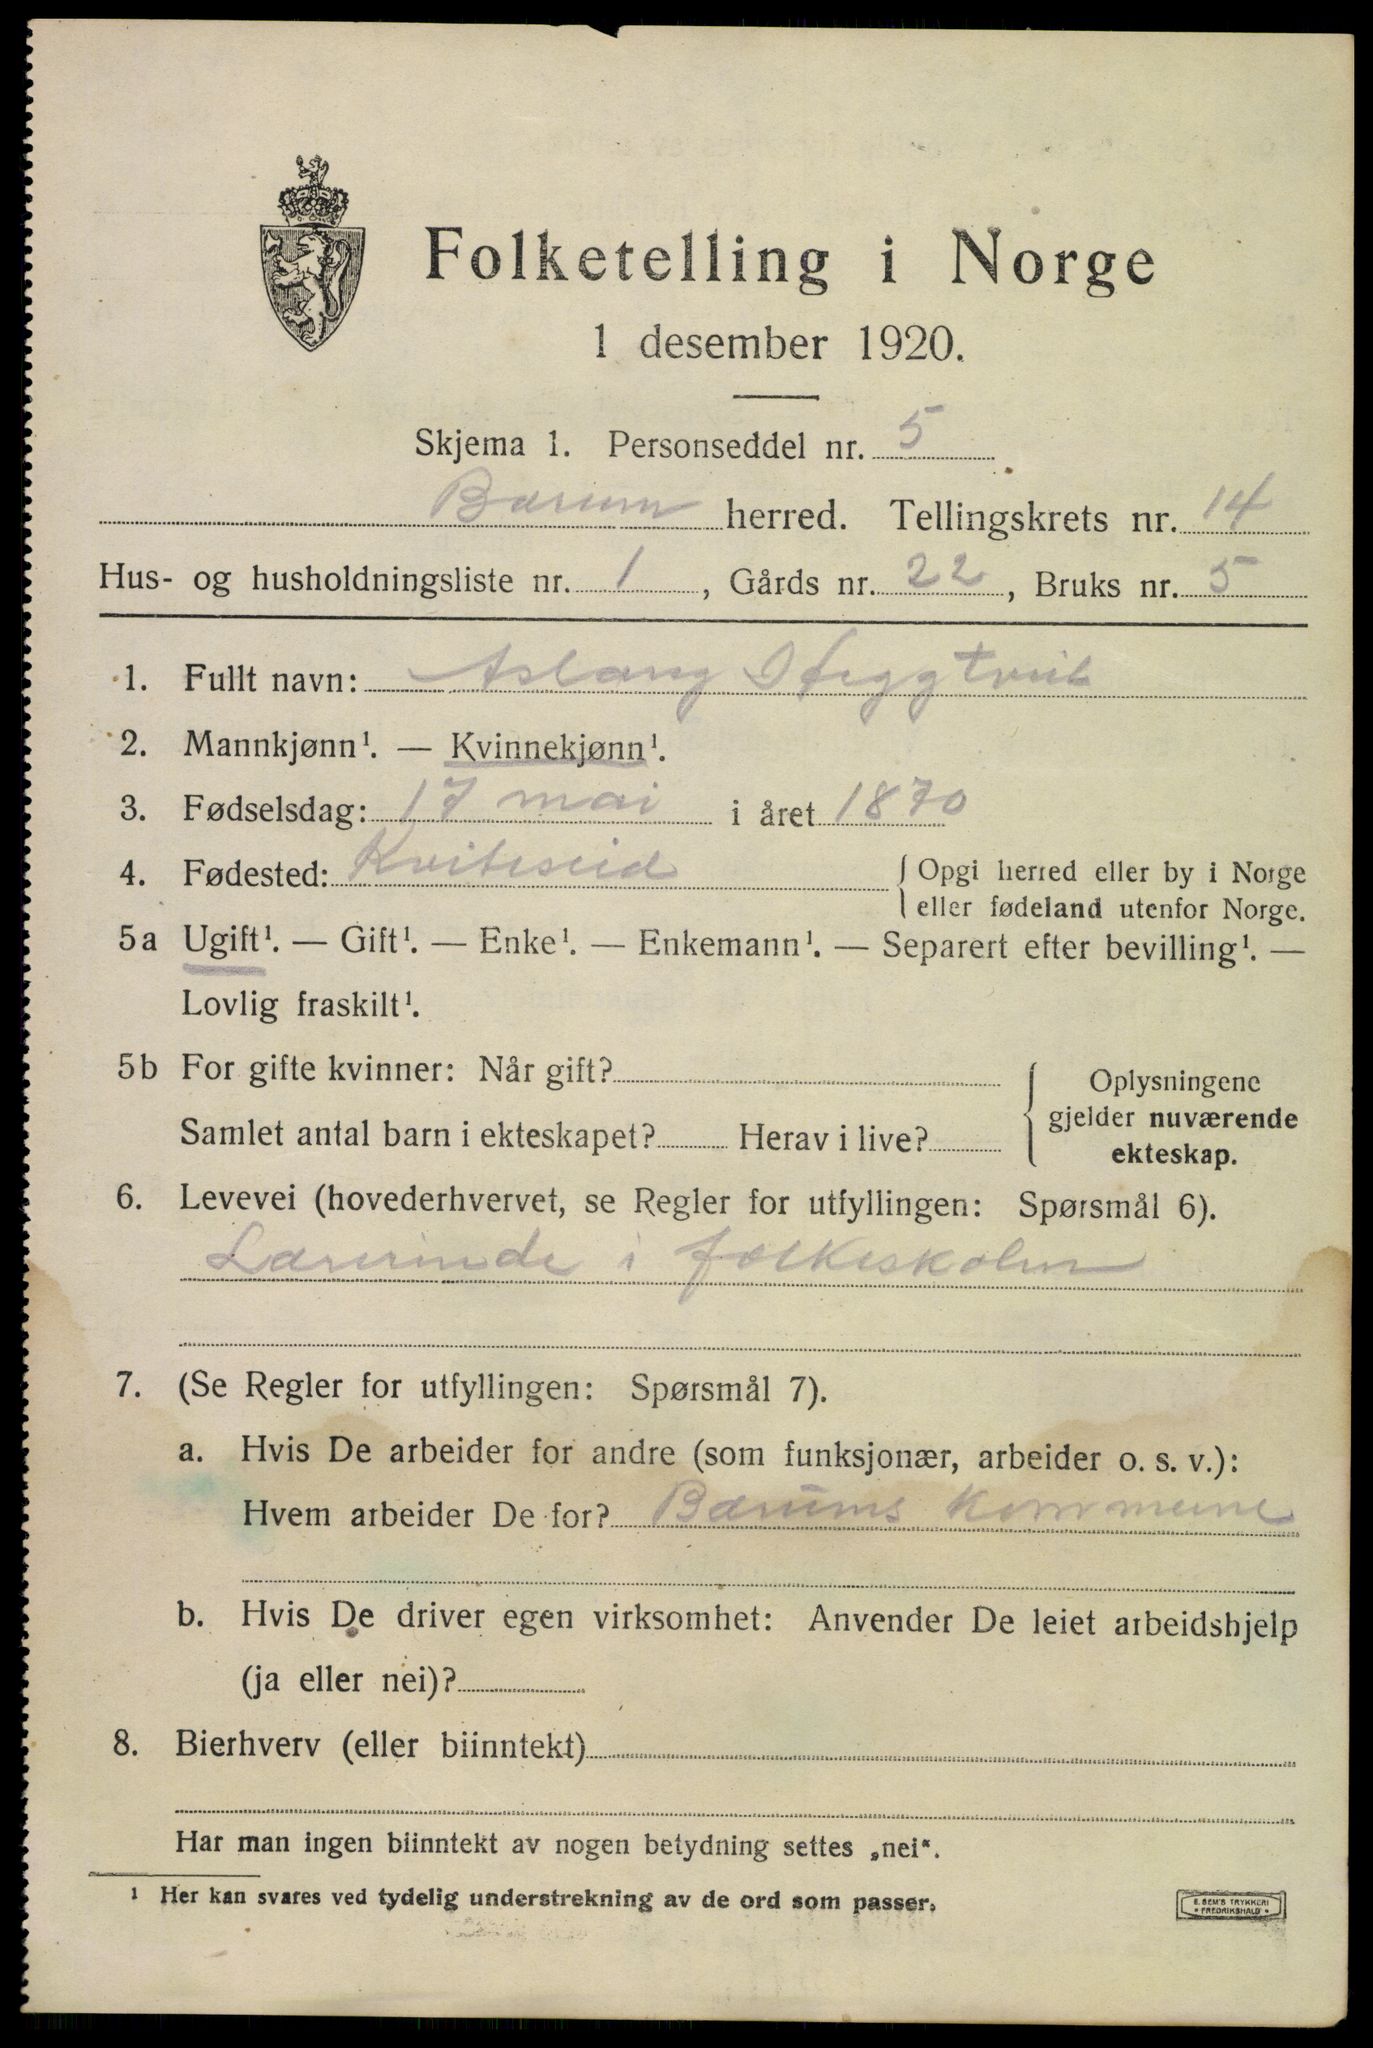 Folketelling i Norge
1 desember 1920.
Skjema 1. Personseddel nr. 5
Bærum herred. Tellingskrets nr. 14
Hus- og husholdningsliste nr. 1, Gårds nr. 22, Bruks nr. 5
1. Fullt navn: Aslaug Heggtveit
2. Mannkjønn¹. — Kvinnekjønn¹.
3. Fødselsdag: 17 mai i året 1870
4. Fødested: Kviteseid { Opgi herred eller by i Norge
eller fødeland utenfor Norge.
5a Ugift¹. — Gift¹. — Enke¹. — Enkemann¹. — Separert efter bevilling¹. —
Lovlig fraskilt¹.
5b For gifte kvinner: Når gift?
Samlet antal barn i ekteskapet? Herav i live?
Oplysningene
gjelder nuværende
ekteskap.
6. Levevei (hovederhvervet, se Regler for utfyllingen: Spørsmål 6).
Lærerinde i folkeskolen
7. (Se Regler for utfyllingen: Spørsmål 7).
a. Hvis De arbeider for andre (som funksjonær, arbeider o. s. v.):
Hvem arbeider De for? Bærums kommune
b. Hvis De driver egen virksomhet: Anvender De leiet arbeidshjelp
(ja eller nei)?
8. Bierhverv (eller biinntekt)
Har man ingen biinntekt av nogen betydning settes „nei“.
¹ Her kan svares ved tydelig understrekning av de ord som passer.
E. SEM'S TRYKKERI
* FREDRIKSHALD *